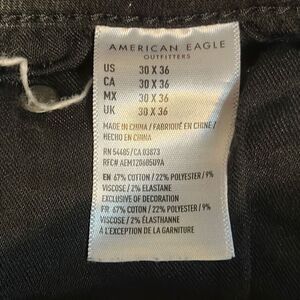 AMERICAN EAGLE
OUTFITTERS
US 30 X 36
CA 30 X 36
MX 30 X 36
UK 30 X 36
MADE IN CHINA / FABRIQUÉ EN CHINE /
HECHO EN CHINA
RN 54485/CA 03873
RFC# AEMT20605U9A
EN 67% COTTON / 22% POLYESTER / 9%
VISCOSE / 2% ELASTANE
EXCLUSIVE OF DECORATION
FR 67% COTON / 22% POLYESTER / 9%
VISCOSE / 2% ÉLASTHANNE
À L'EXCEPTION DE LA GARNITURE